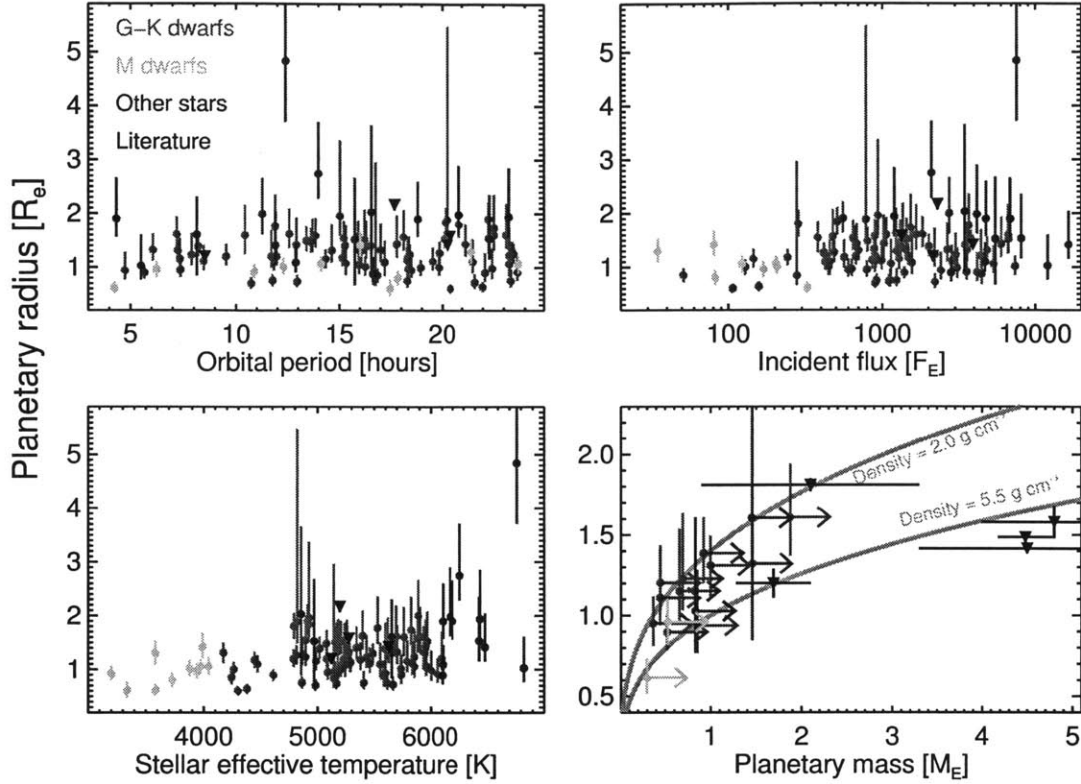 Planetary radius [Re]
G-K dwarfs
M dwarfs
Other stars
Literature
5
4
3
2
1
5 10 15 20
Orbital period [hours]
5
4
3
2
1
100 1000 10000
Incident flux [FE]
5
4
3
2
1
4000 5000 6000
Stellar effective temperature [K]
2.0
1.5
1.0
0.5
Density = 2.0 g cm
Density = 5.5 g cm
1 2 3 4 5
Planetary mass [ME]